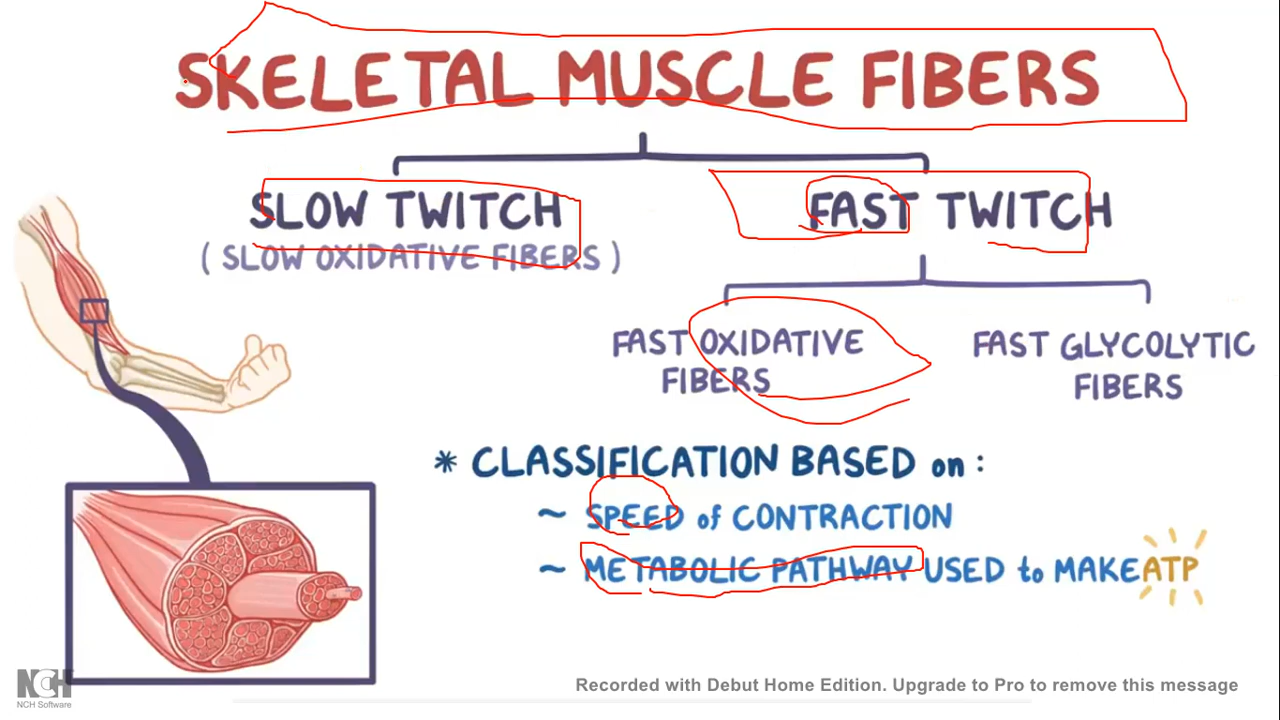 SKELETAL MUSCLE FIBERS
SLOW TWITCH
(SLOW OXIDATIVE FIBERS)
FAST TWITCH
FAST OXIDATIVE
FIBERS
FAST GLYCOLYTIC
FIBERS
* CLASSIFICATION BASED on:
~ SPEED of CONTRACTION
~ METABOLIC PATHWAY USED to MAKE ATP
NCH
NCH Software
Recorded with Debut Home Edition. Upgrade to Pro to remove this message